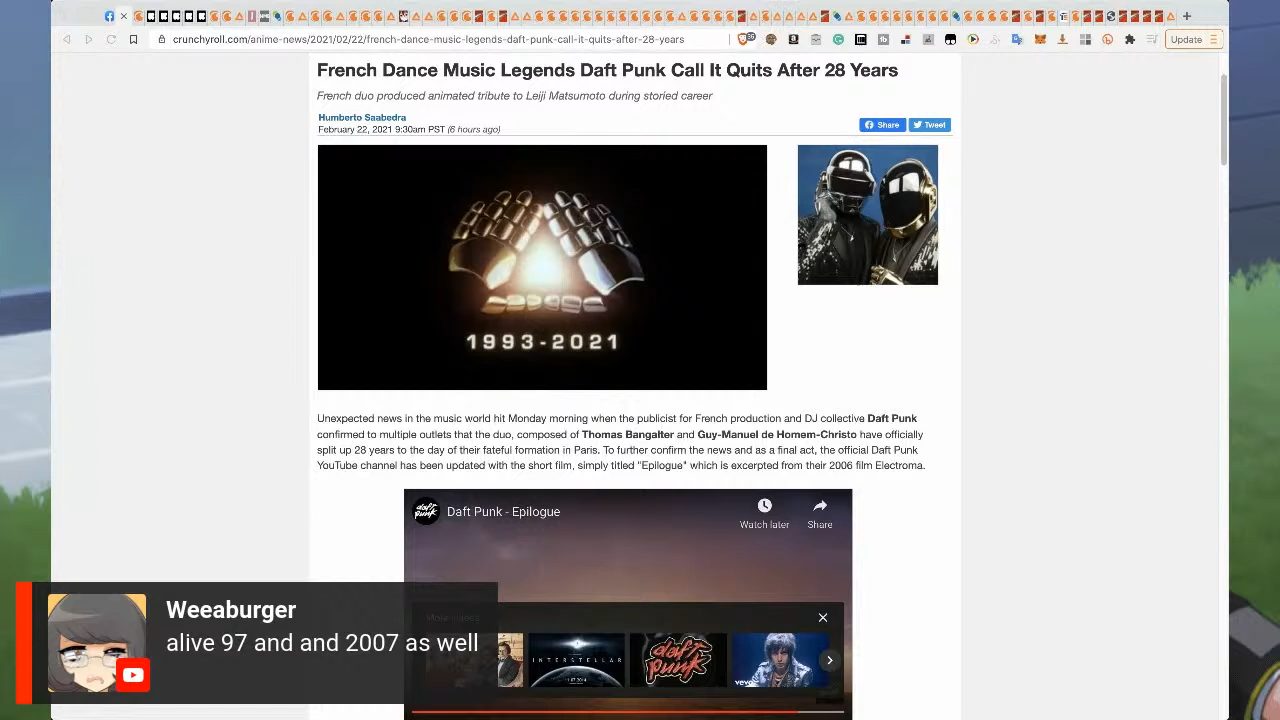 crunchyroll.com/anime-news/2021/02/22/french-dance-music-legends-daft-punk-call-it-quits-after-28-years
36
Update
French Dance Music Legends Daft Punk Call It Quits After 28 Years
French duo produced animated tribute to Leiji Matsumoto during storied career
Humberto Saabedra
February 22, 2021 9:30am PST (6 hours ago)
Share
Tweet
1993-2021
Unexpected news in the music world hit Monday morning when the publicist for French production and DJ collective Daft Punk
confirmed to multiple outlets that the duo, composed of Thomas Bangalter and Guy-Manuel de Homem-Christo have officially
split up 28 years to the day of their fateful formation in Paris. To further confirm the news and as a final act, the official Daft Punk
YouTube channel has been updated with the short film, simply titled "Epilogue" which is excerpted from their 2006 film Electroma.
daft punk
Daft Punk - Epilogue
Watch later
Share
INTERSTELLAR
daft punk
vevo
Weeaburger
alive 97 and and 2007 as well